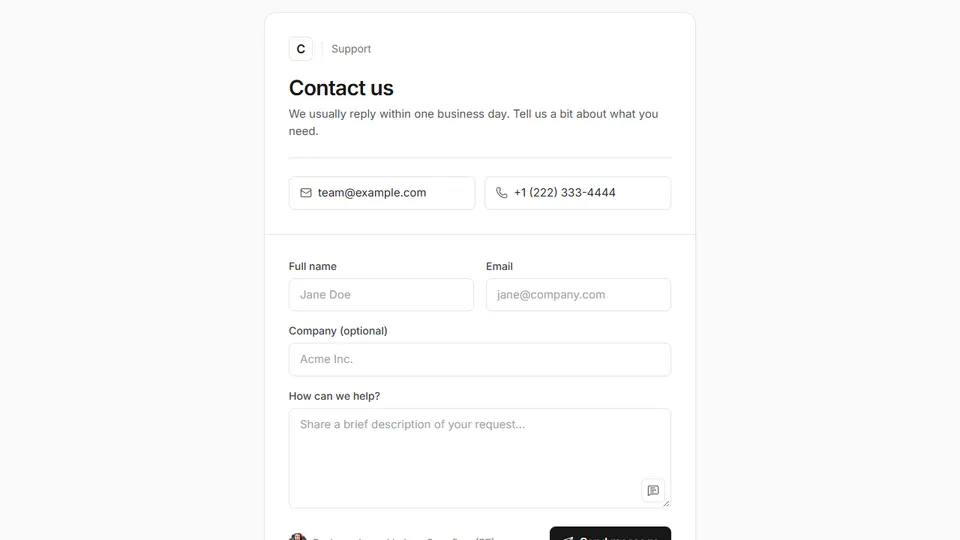 C Support
Contact us
We usually reply within one business day. Tell us a bit about what you
need.
team@example.com
+1 (222) 333-4444
Full name
Email
Jane Doe
jane@company.com
Company (optional)
Acme Inc.
How can we help?
Share a brief description of your request...